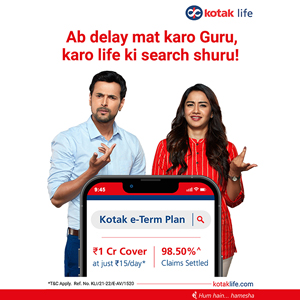 kotak life
Ab delay mat karo Guru,
karo life ki search shuru!
9:45
Kotak e-Term Plan
₹1 Cr Cover
at just ₹15/day*
98.50%^
Claims Settled
*T&C Apply. Ref. No. KLI/21-22/E-AV/1520
kotaklife.com
Hum hain... hamesha